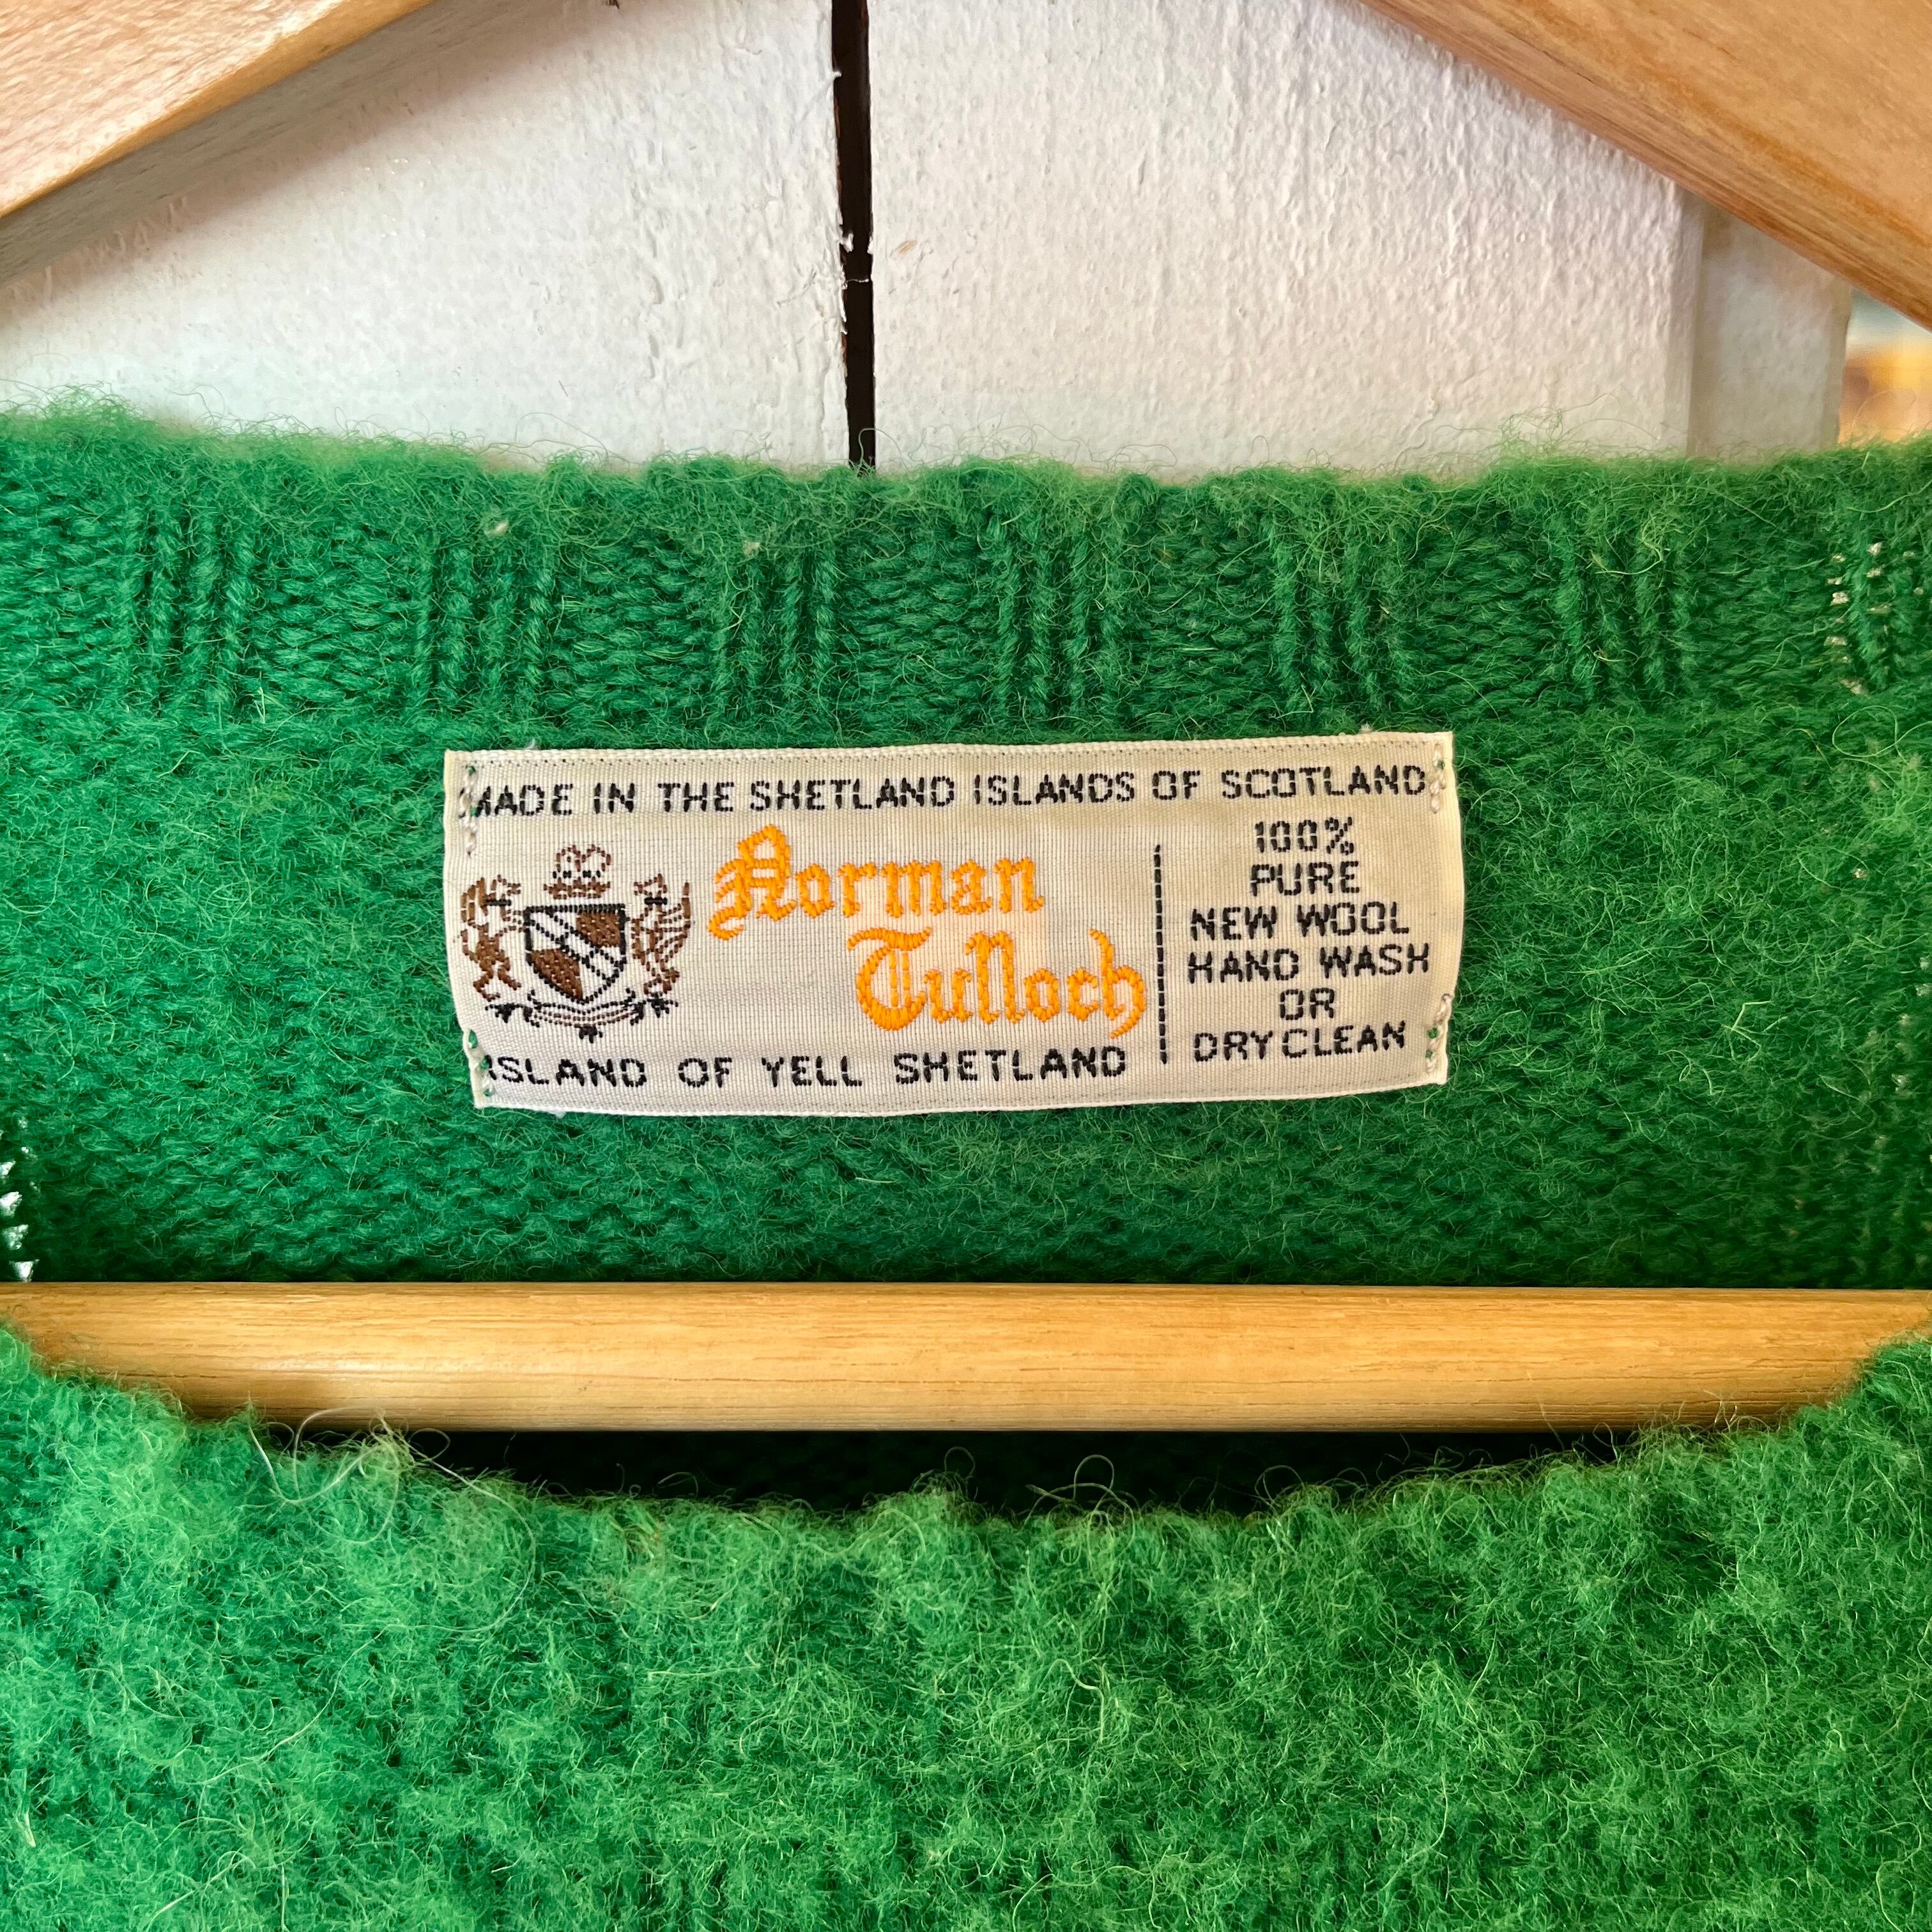 MADE IN THE SHETLAND ISLANDS OF SCOTLAND
Norman
Tulloch
ISLAND OF YELL SHETLAND
100%
PURE
NEW WOOL
HAND WASH
OR
DRYCLEAN